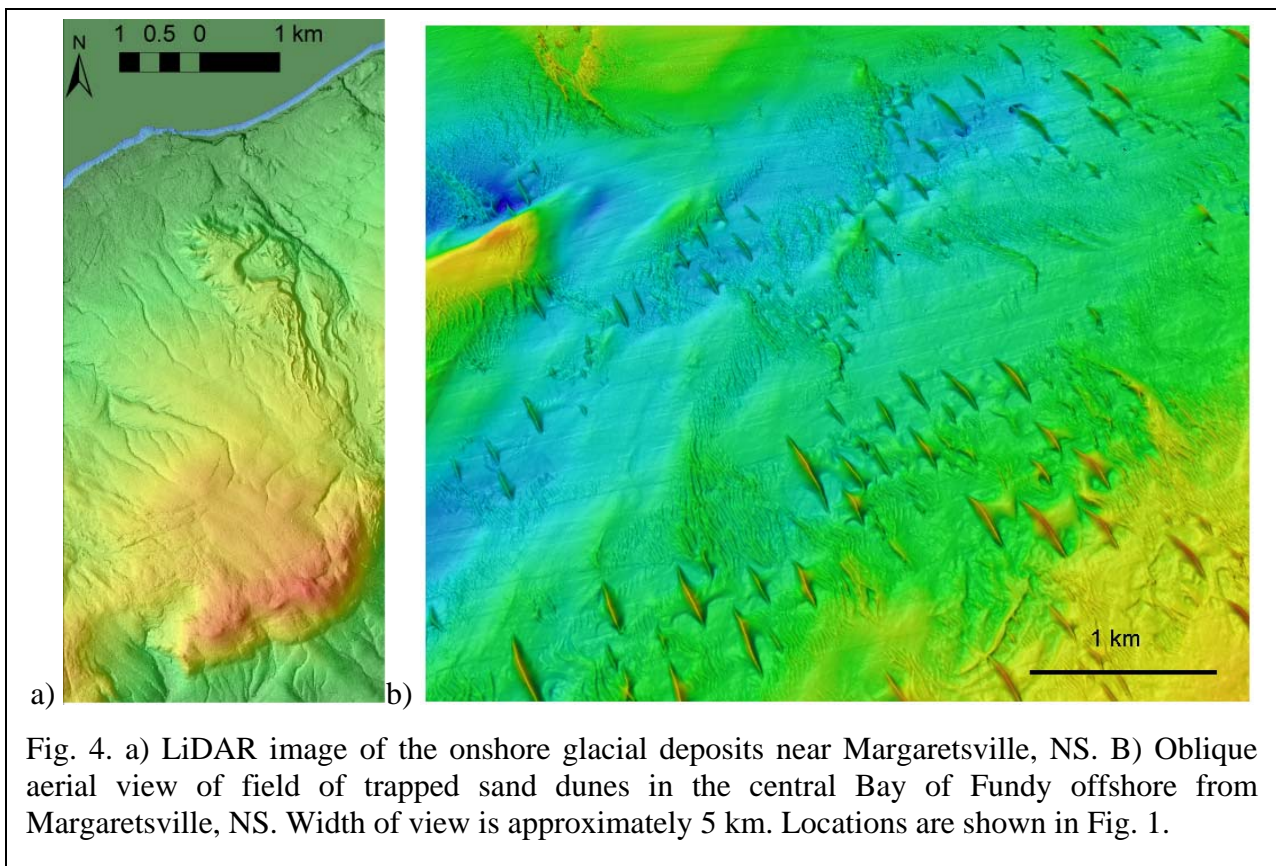 N
1 0.5 0 1 km
1 km
a)
b)
Fig. 4. a) LiDAR image of the onshore glacial deposits near Margaretsville, NS. B) Oblique
aerial view of field of trapped sand dunes in the central Bay of Fundy offshore from
Margaretsville, NS. Width of view is approximately 5 km. Locations are shown in Fig. 1.